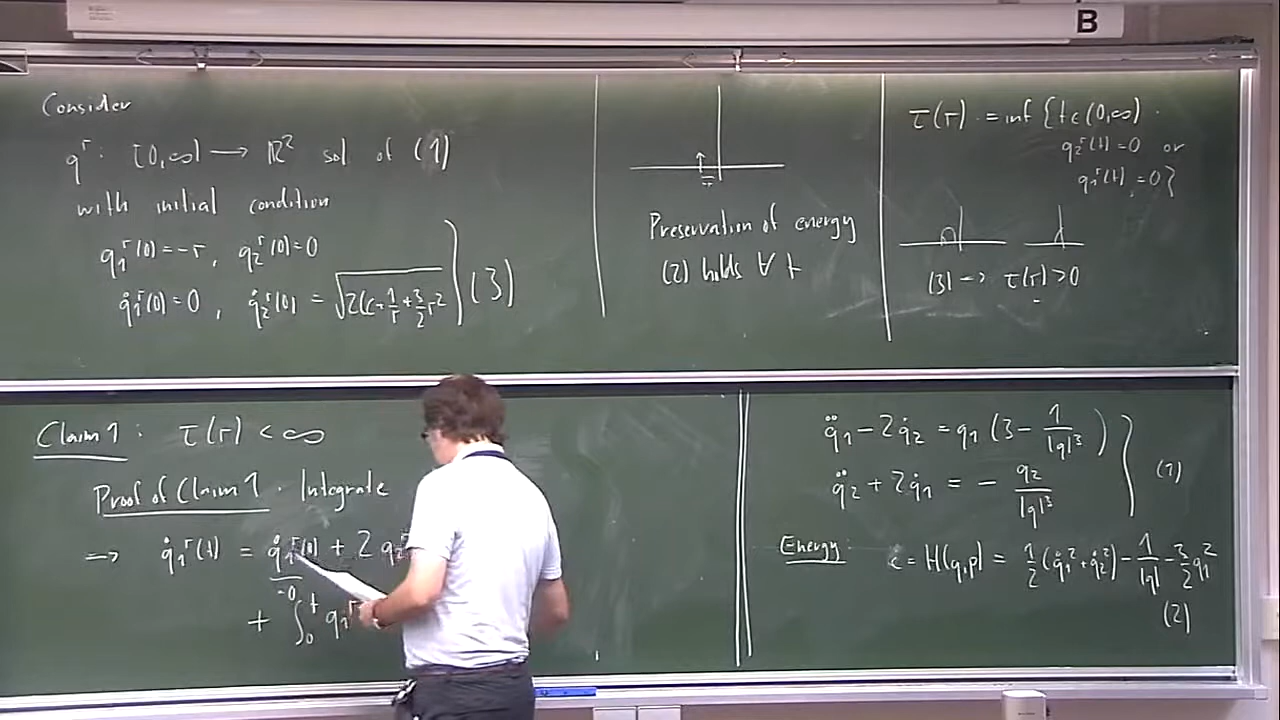 B
Consider
q^r : [0,∞) → ℝ² sol of (1)
with initial condition
q₁^r(0) = -r, q₂^r(0) = 0
q̇₁^r(0) = 0, q̇₂^r(0) = √2(c+1/r+3/2 r² } (3)
-r
Preservation of energy
(2) holds ∀ t
τ(r) := inf {t∈(0,∞) :
q₂^r(t) = 0 or
q₁^r(t) = 0}
(3) ⇒ τ(r) > 0
Claim 1 : τ(r) < ∞
Proof of Claim 1 : Integrate
⇒ q̇₁^r(t) = q̇₁^r(0) + 2 q₂^r
=0
+ ∫₀^t q₁^r
q̈₁ - 2q̇₂ = q₁ (3 - 1/|q|³)
q̈₂ + 2q̇₁ = - q₂/|q|³ } (1)
Energy: c = H(q,p) = 1/2 (q̇₁² + q̇₂²) - 1/|q| - 3/2 q₁²
(2)